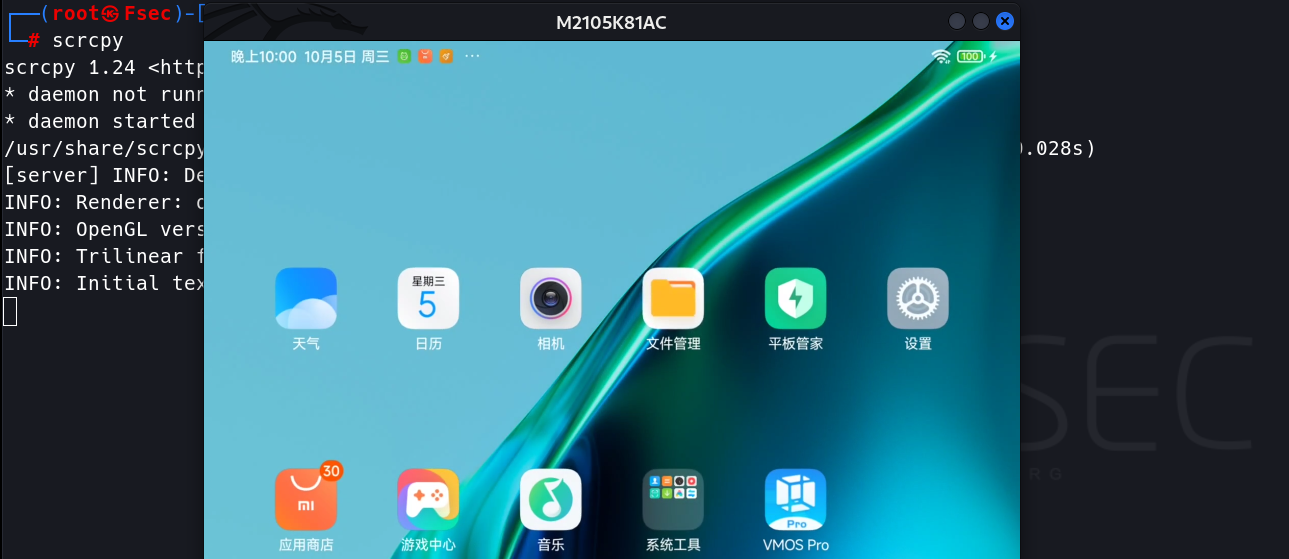 (root㉿Fsec)-[
M2105K81AC
# scrcpy
晚上10:00 10月5日 周三 ··· 100
scrcpy 1.24 <http
* daemon not runn
* daemon started
/usr/share/scrcpy
.028s)
[server] INFO: De
INFO: Renderer:
INFO: OpenGL vers
INFO: Trilinear f
INFO: Initial tex
星期三
5
天气 日历 相机 文件管理 平板管家 设置
SEC
RG
30
mi
Pro
应用商店 游戏中心 音乐 系统工具 VMOS Pro